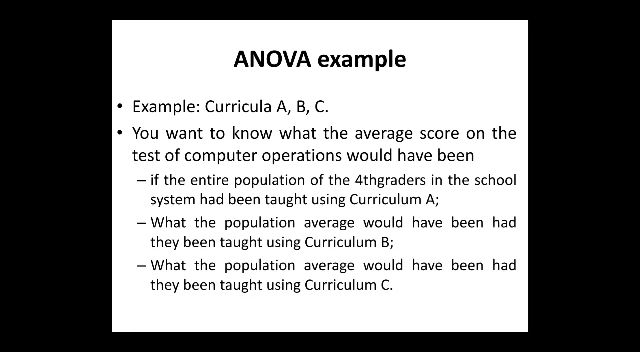 ANOVA example
• Example: Curricula A, B, C.
• You want to know what the average score on the
test of computer operations would have been
– if the entire population of the 4thgraders in the school
system had been taught using Curriculum A;
– What the population average would have been had
they been taught using Curriculum B;
– What the population average would have been had
they been taught using Curriculum C.